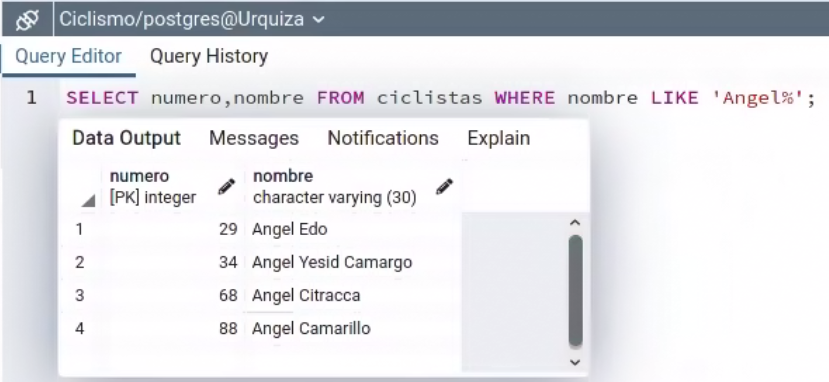 Ciclismo/postgres@Urquiza
Query Editor Query History
1 SELECT numero,nombre FROM ciclistas WHERE nombre LIKE 'Angel%';
Data Output Messages Notifications Explain
numero nombre
[PK] integer character varying (30)
1 29 Angel Edo
2 34 Angel Yesid Camargo
3 68 Angel Citracca
4 88 Angel Camarillo